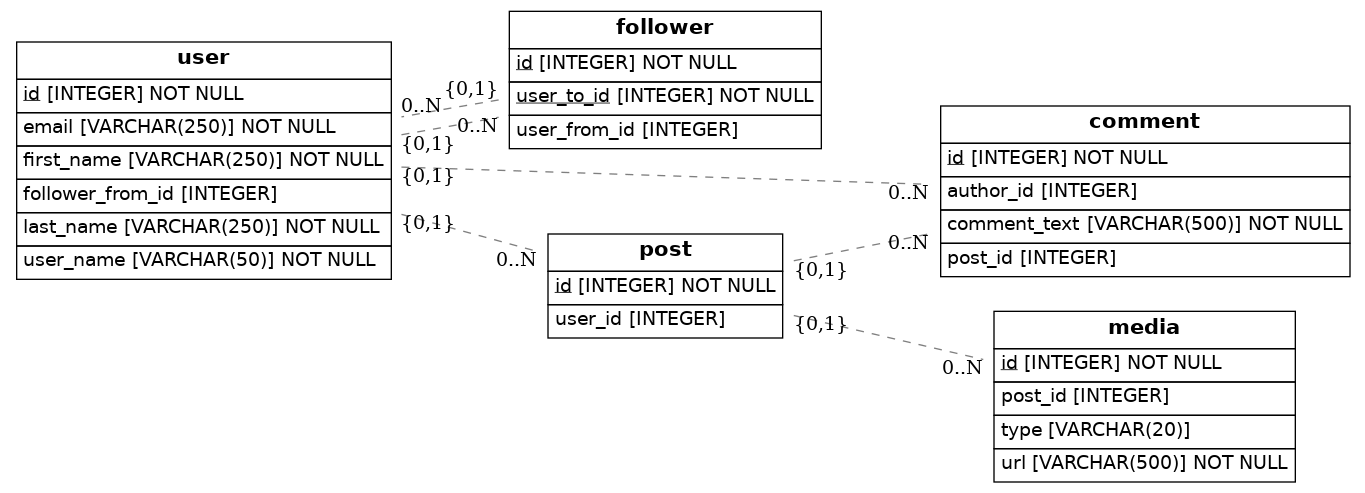 user
id [INTEGER] NOT NULL
email [VARCHAR(250)] NOT NULL
first_name [VARCHAR(250)] NOT NULL
follower_from_id [INTEGER]
last_name [VARCHAR(250)] NOT NULL
user_name [VARCHAR(50)] NOT NULL
follower
id [INTEGER] NOT NULL
user_to_id [INTEGER] NOT NULL
user_from_id [INTEGER]
{0,1}
0..N
0..N
{0,1}
{0,1}
0..N
{0,1}
0..N
post
id [INTEGER] NOT NULL
user_id [INTEGER]
0..N
{0,1}
{0,1}
0..N
comment
id [INTEGER] NOT NULL
author_id [INTEGER]
comment_text [VARCHAR(500)] NOT NULL
post_id [INTEGER]
media
id [INTEGER] NOT NULL
post_id [INTEGER]
type [VARCHAR(20)]
url [VARCHAR(500)] NOT NULL